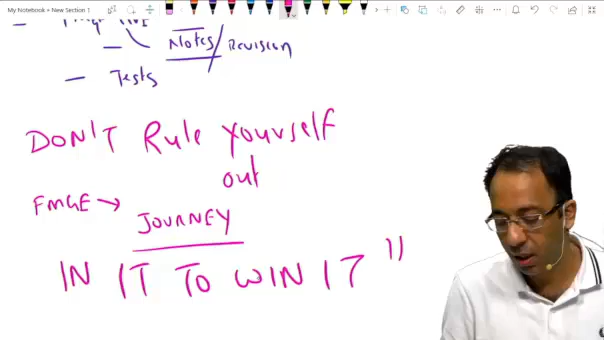 My Notebook > New Section 1
Notes/Revision
- Tests
DON'T Rule yourself
out
FMGE →
JOURNEY
IN IT TO WIN IT "